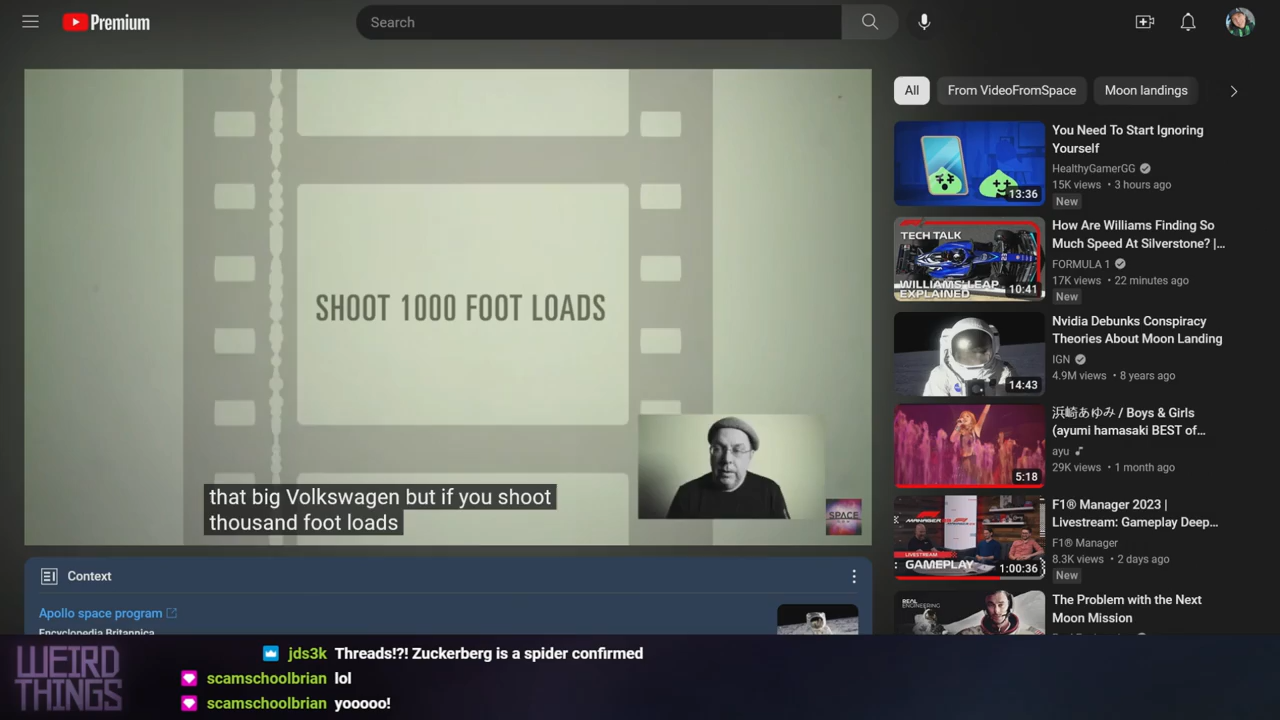 Premium
Search
All
From VideoFromSpace
Moon landings
SHOOT 1000 FOOT LOADS
that big Volkswagen but if you shoot
thousand foot loads
SPACE
Context
Apollo space program
Encyclopedia Britannica
13:36
You Need To Start Ignoring
Yourself
HealthyGamerGG
15K views • 3 hours ago
New
TECH TALK
WILLIAMS' LEAP
EXPLAINED
10:41
How Are Williams Finding So
Much Speed At Silverstone? |...
FORMULA 1
17K views • 22 minutes ago
New
14:43
Nvidia Debunks Conspiracy
Theories About Moon Landing
IGN
4.9M views • 8 years ago
5:18
浜崎あゆみ / Boys & Girls
(ayumi hamasaki BEST of...
ayu
29K views • 1 month ago
LIVESTREAM
GAMEPLAY
1:00:36
F1® Manager 2023 |
Livestream: Gameplay Deep...
F1® Manager
8.3K views • 2 days ago
New
REAL
ENGINEERING
The Problem with the Next
Moon Mission
WEIRD
THINGS
jds3k Threads!?! Zuckerberg is a spider confirmed
scamschoolbrian lol
scamschoolbrian yooooo!